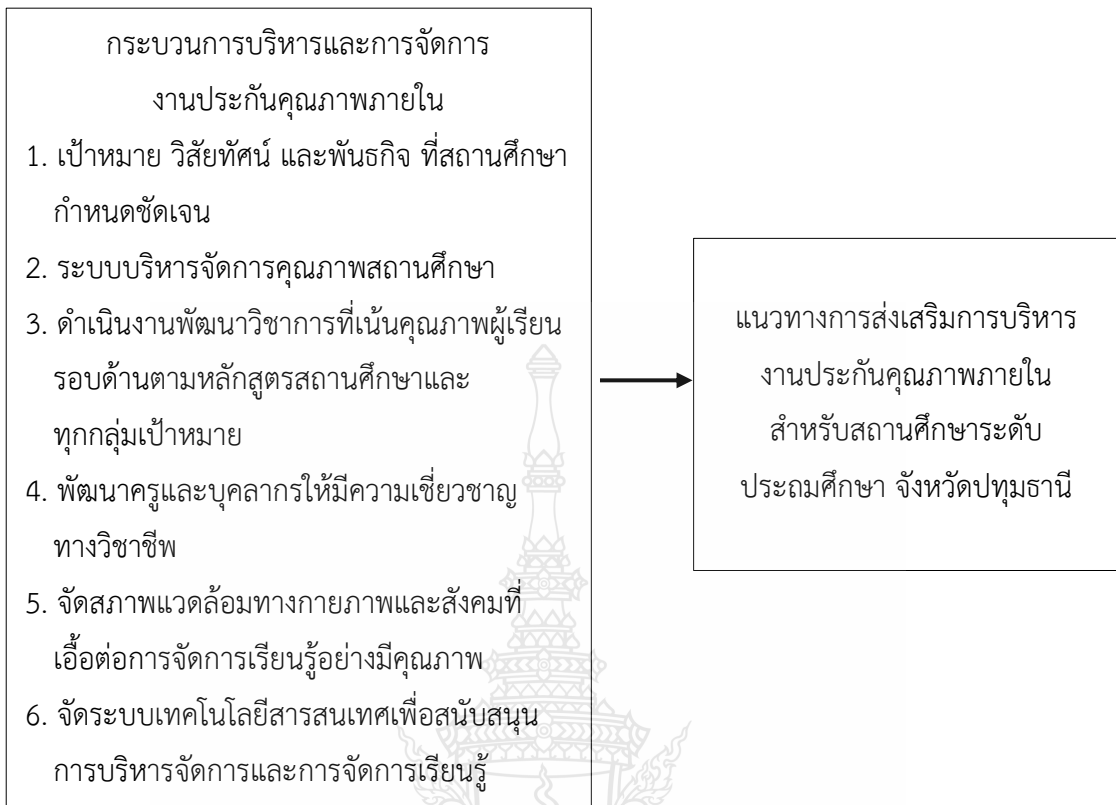 กระบวนการบริหารและการจัดการ
งานประกันคุณภาพภายใน
1. เป้าหมาย วิสัยทัศน์ และพันธกิจ ที่สถานศึกษา
กำหนดชัดเจน
2. ระบบบริหารจัดการคุณภาพสถานศึกษา
3. ดำเนินงานพัฒนาวิชาการที่เน้นคุณภาพผู้เรียน
รอบด้านตามหลักสูตรสถานศึกษาและ
ทุกกลุ่มเป้าหมาย
4. พัฒนาครูและบุคลากรให้มีความเชี่ยวชาญ
ทางวิชาชีพ
5. จัดสภาพแวดล้อมทางกายภาพและสังคมที่
เอื้อต่อการจัดการเรียนรู้อย่างมีคุณภาพ
6. จัดระบบเทคโนโลยีสารสนเทศเพื่อสนับสนุน
การบริหารจัดการและการจัดการเรียนรู้
แนวทางการส่งเสริมการบริหาร
งานประกันคุณภาพภายใน
สำหรับสถานศึกษาระดับ
ประถมศึกษา จังหวัดปทุมธานี